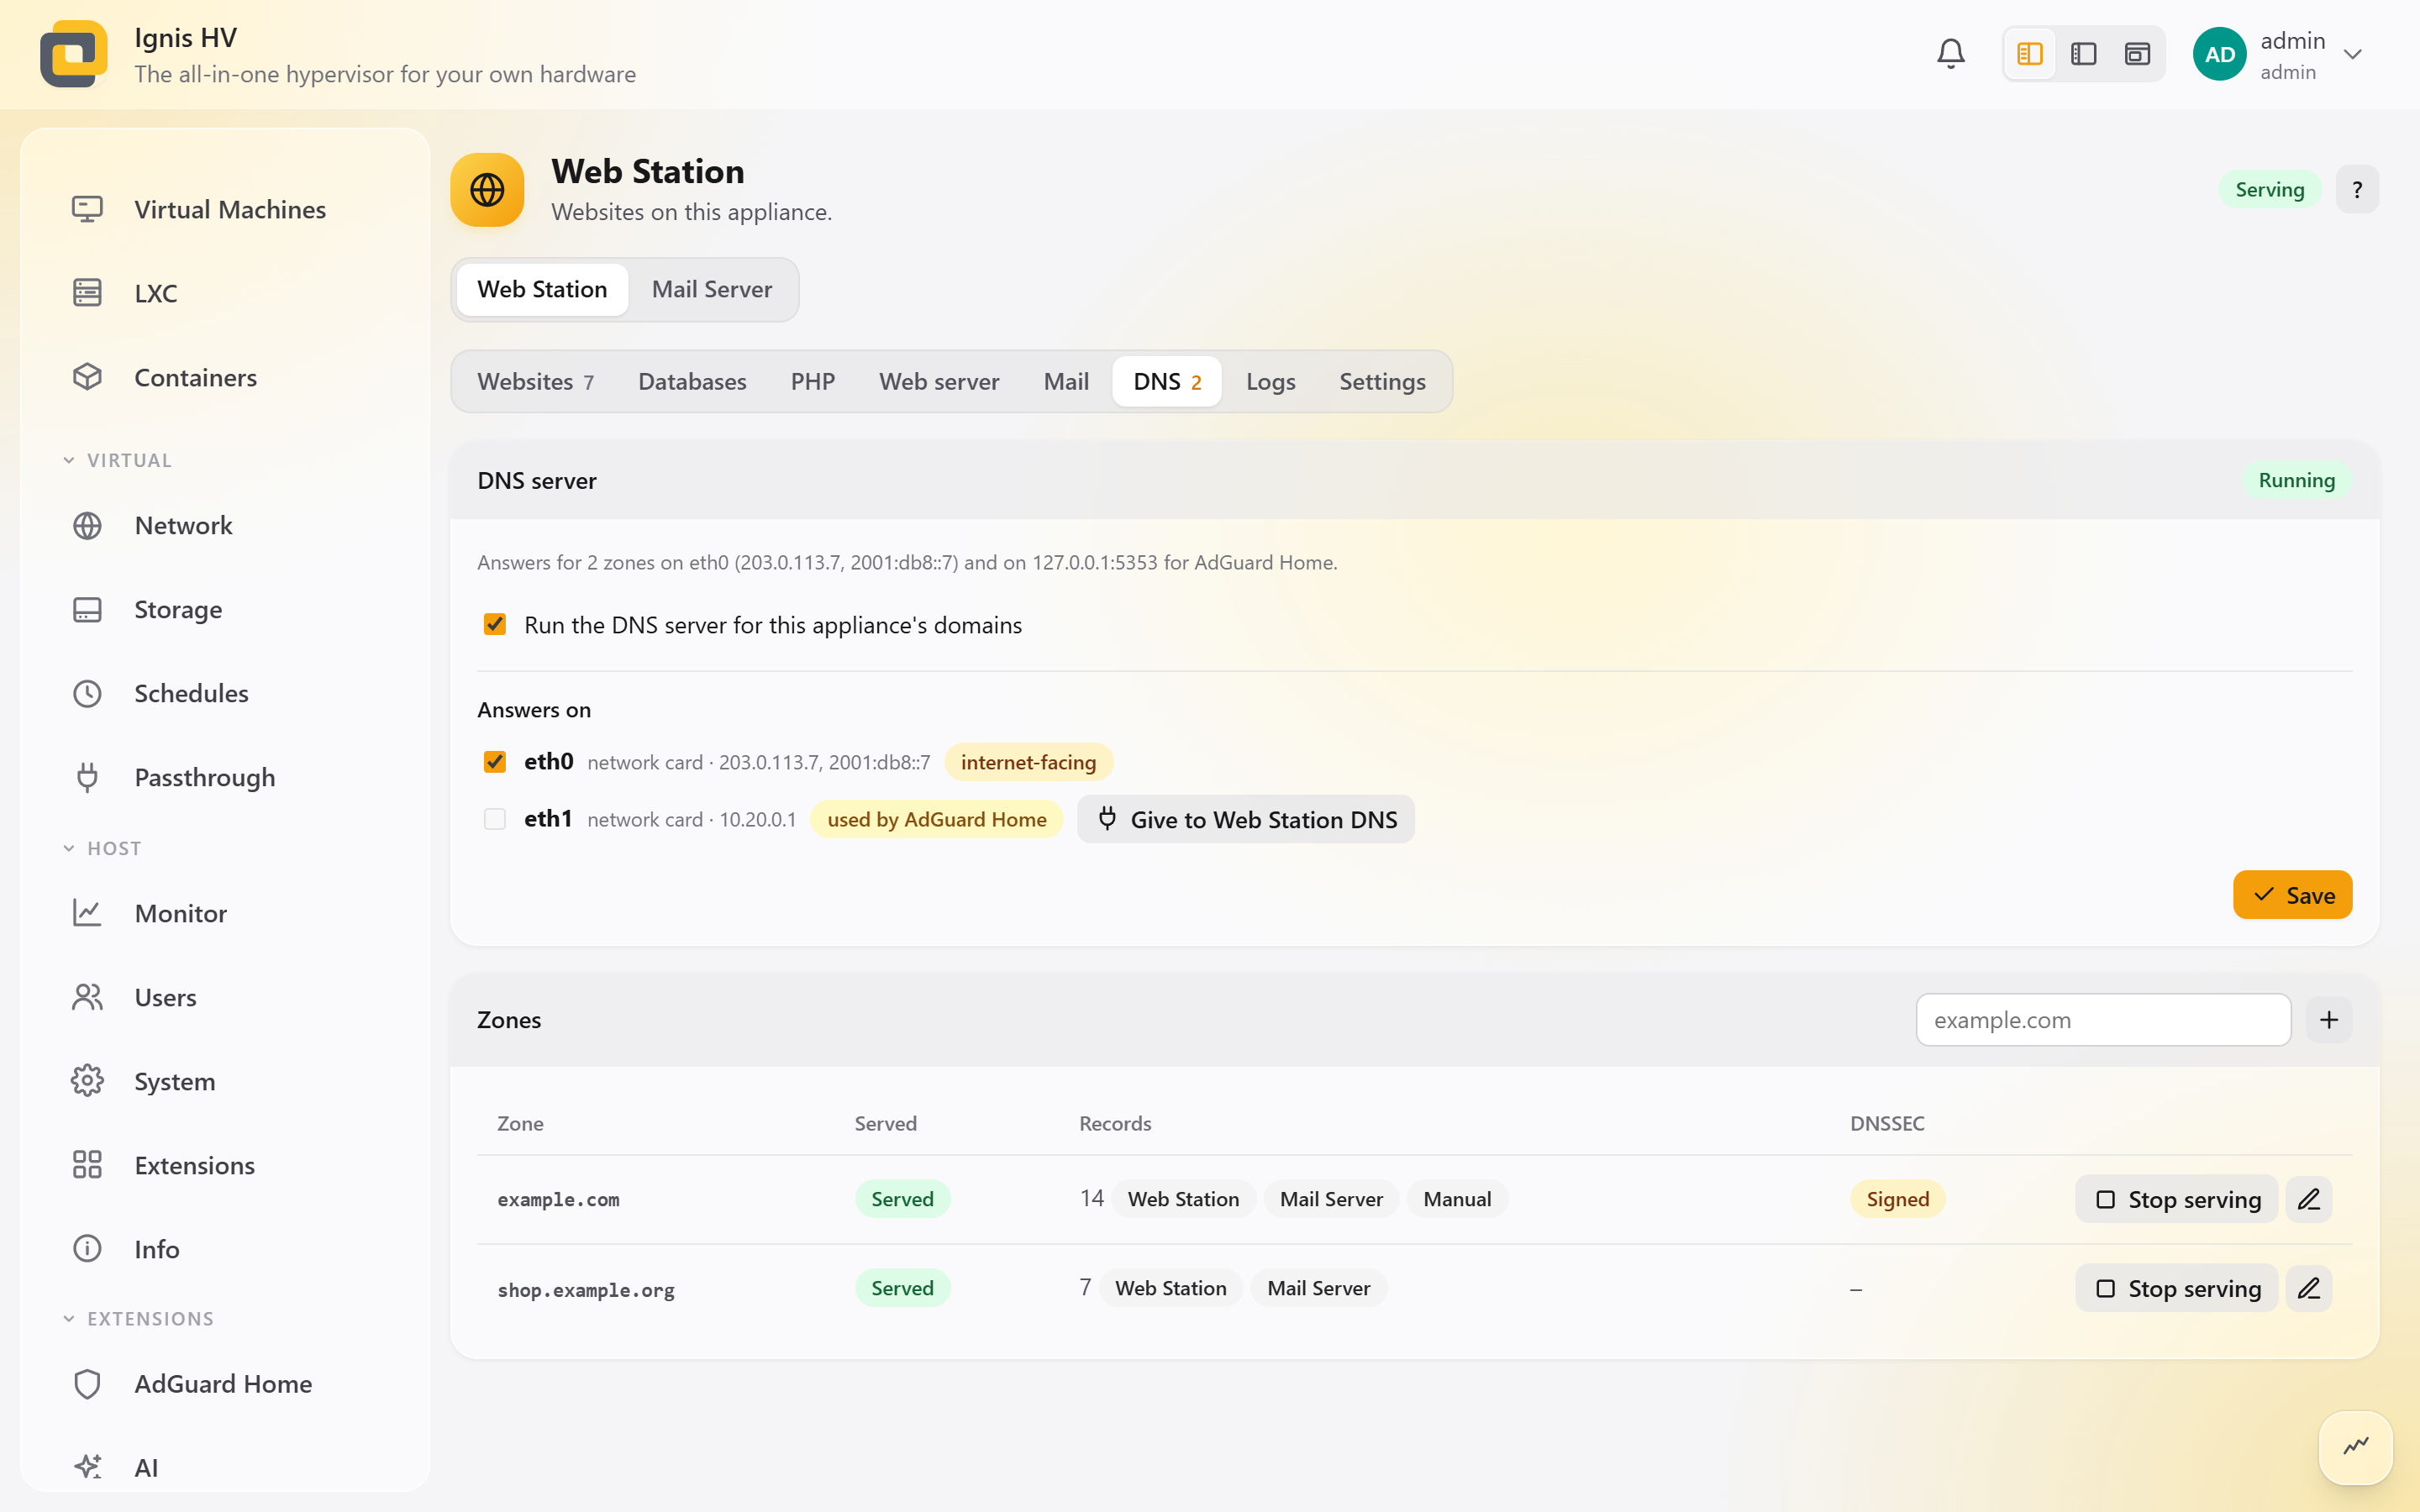 Ignis HV
The all-in-one hypervisor for your own hardware
AD
admin
admin
Virtual Machines
LXC
Containers
VIRTUAL
Network
Storage
Schedules
Passthrough
HOST
Monitor
Users
System
Extensions
Info
EXTENSIONS
AdGuard Home
AI
Web Station
Websites on this appliance.
Serving
?
Web Station Mail Server
Websites 7 Databases PHP Web server Mail DNS 2 Logs Settings
DNS server
Running
Answers for 2 zones on eth0 (203.0.113.7, 2001:db8::7) and on 127.0.0.1:5353 for AdGuard Home.
Run the DNS server for this appliance's domains
Answers on
eth0 network card · 203.0.113.7, 2001:db8::7 internet-facing
eth1 network card · 10.20.0.1 used by AdGuard Home Give to Web Station DNS
Save
Zones
example.com
Zone Served Records DNSSEC
example.com Served 14 Web Station Mail Server Manual Signed Stop serving
shop.example.org Served 7 Web Station Mail Server – Stop serving